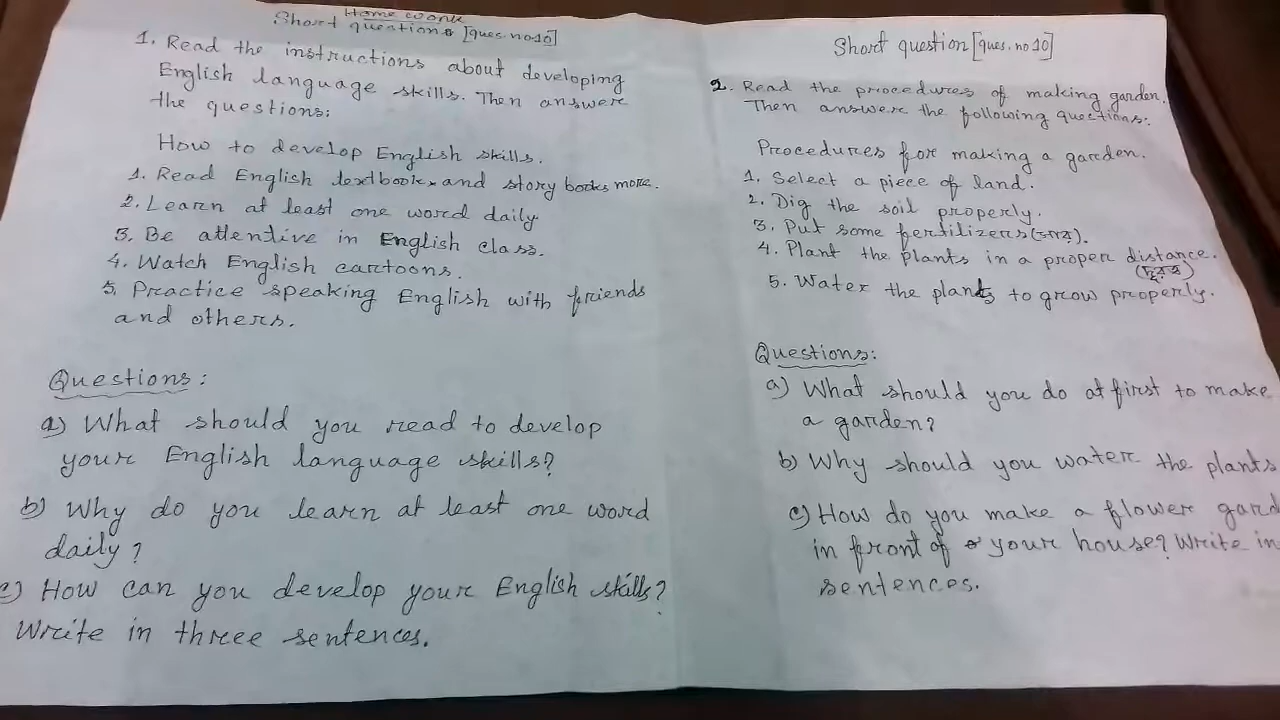 Home work
Short questions [ques.no10]
1. Read the instructions about developing
English language skills. Then answer
the questions:
How to develop English skills.
1. Read English textbooks and story books more.
2. Learn at least one word daily
3. Be attentive in English class.
4. Watch English cartoons.
5. Practice speaking English with friends
and others.
Questions:
a) What should you read to develop
your English language skills?
b) Why do you learn at least one word
daily?
c) How can you develop your English skills?
Write in three sentences.
Short question [ques.no10]
2. Read the procedures of making garden.
Then answer the following questions:.
Procedures for making a garden.
1. Select a piece of land.
2. Dig the soil properly.
3. Put some fertilizers (সার).
4. Plant the plants in a proper distance.
(দূরত্ব)
5. Water the plants to grow properly.
Questions:
a) What should you do at first to make
a garden?
b) Why should you water the plants
c) How do you make a flower gard
in front of your house? Write in
sentences.